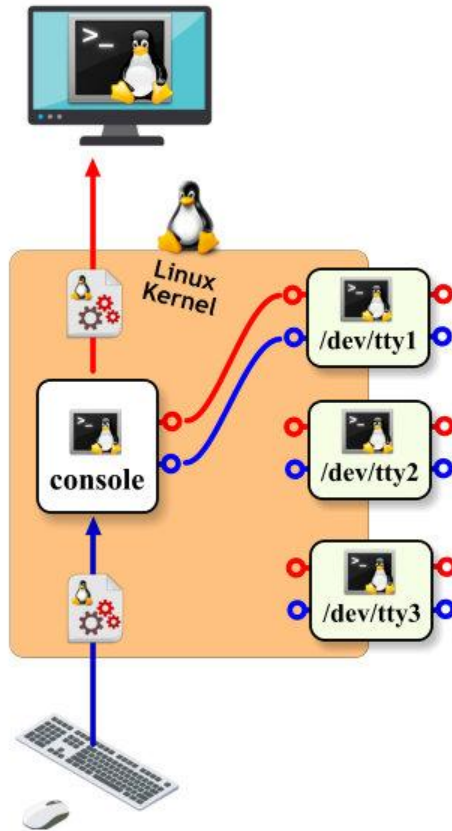 >_
Linux
Kernel
>_
/dev/tty1
>_
console
>_
/dev/tty2
>_
/dev/tty3